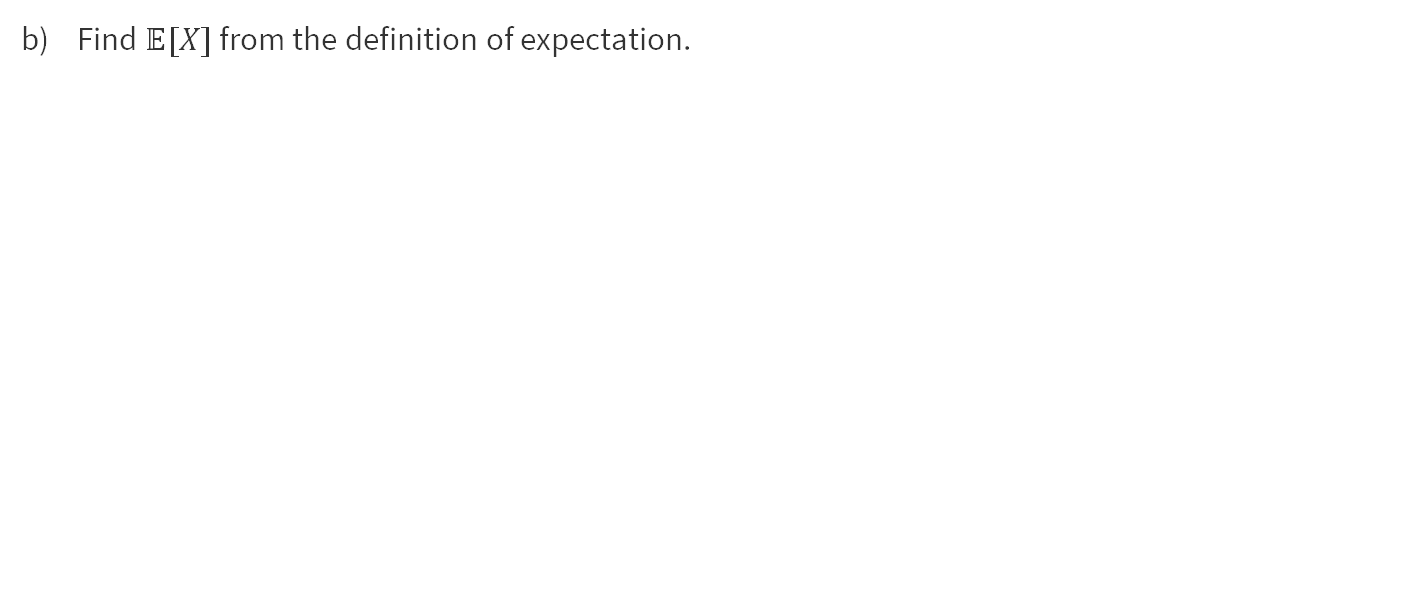 b) Find 𝔼[X] from the definition of expectation.